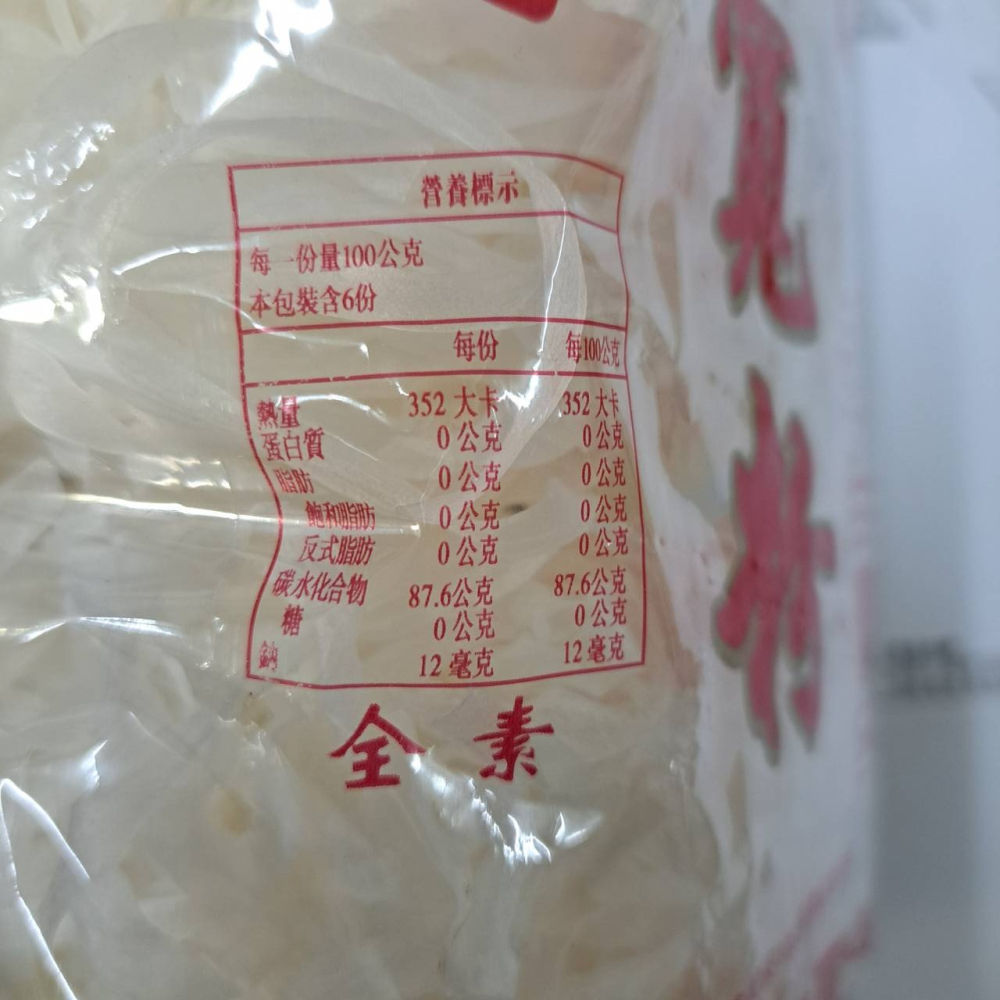 營養標示
每一份量100公克
本包裝含6份
每份 每100公克
熱量 352 大卡 352 大卡
蛋白質 0 公克 0 公克
脂肪 0 公克 0 公克
飽和脂肪 0 公克 0 公克
反式脂肪 0 公克 0 公克
碳水化合物 87.6公克 87.6公克
糖 0 公克 0 公克
鈉 12 毫克 12 毫克
全素
寬粉